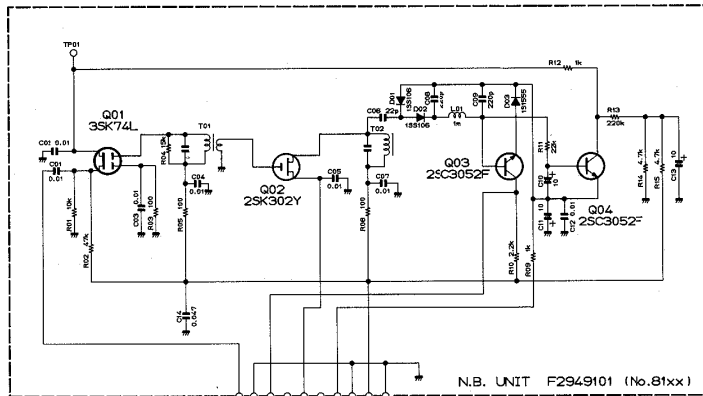 TP01
R12 1k
Q01
3SK74L
C02 0.01
C01
0.01
R01 10k
R02 47k
C03 0.01
R03 100
R04 15k
T01
C04
0.01
R05 100
C14
0.047
Q02
2SK302Y
C05
0.01
T02
C07
0.01
R06 100
C06
22p
D01
1SS106
D02
1SS106
C08
220p
L01
1m
C09
220p
D03
1S1555
Q03
2SC3052F
R10 2.2k
R09 1k
R11
22k
C10
10
C11
10
C12 0.01
Q04
2SC3052F
R13
220k
R14 4.7k
R15 4.7k
C13 10
N.B. UNIT F2949101 (No.81xx)